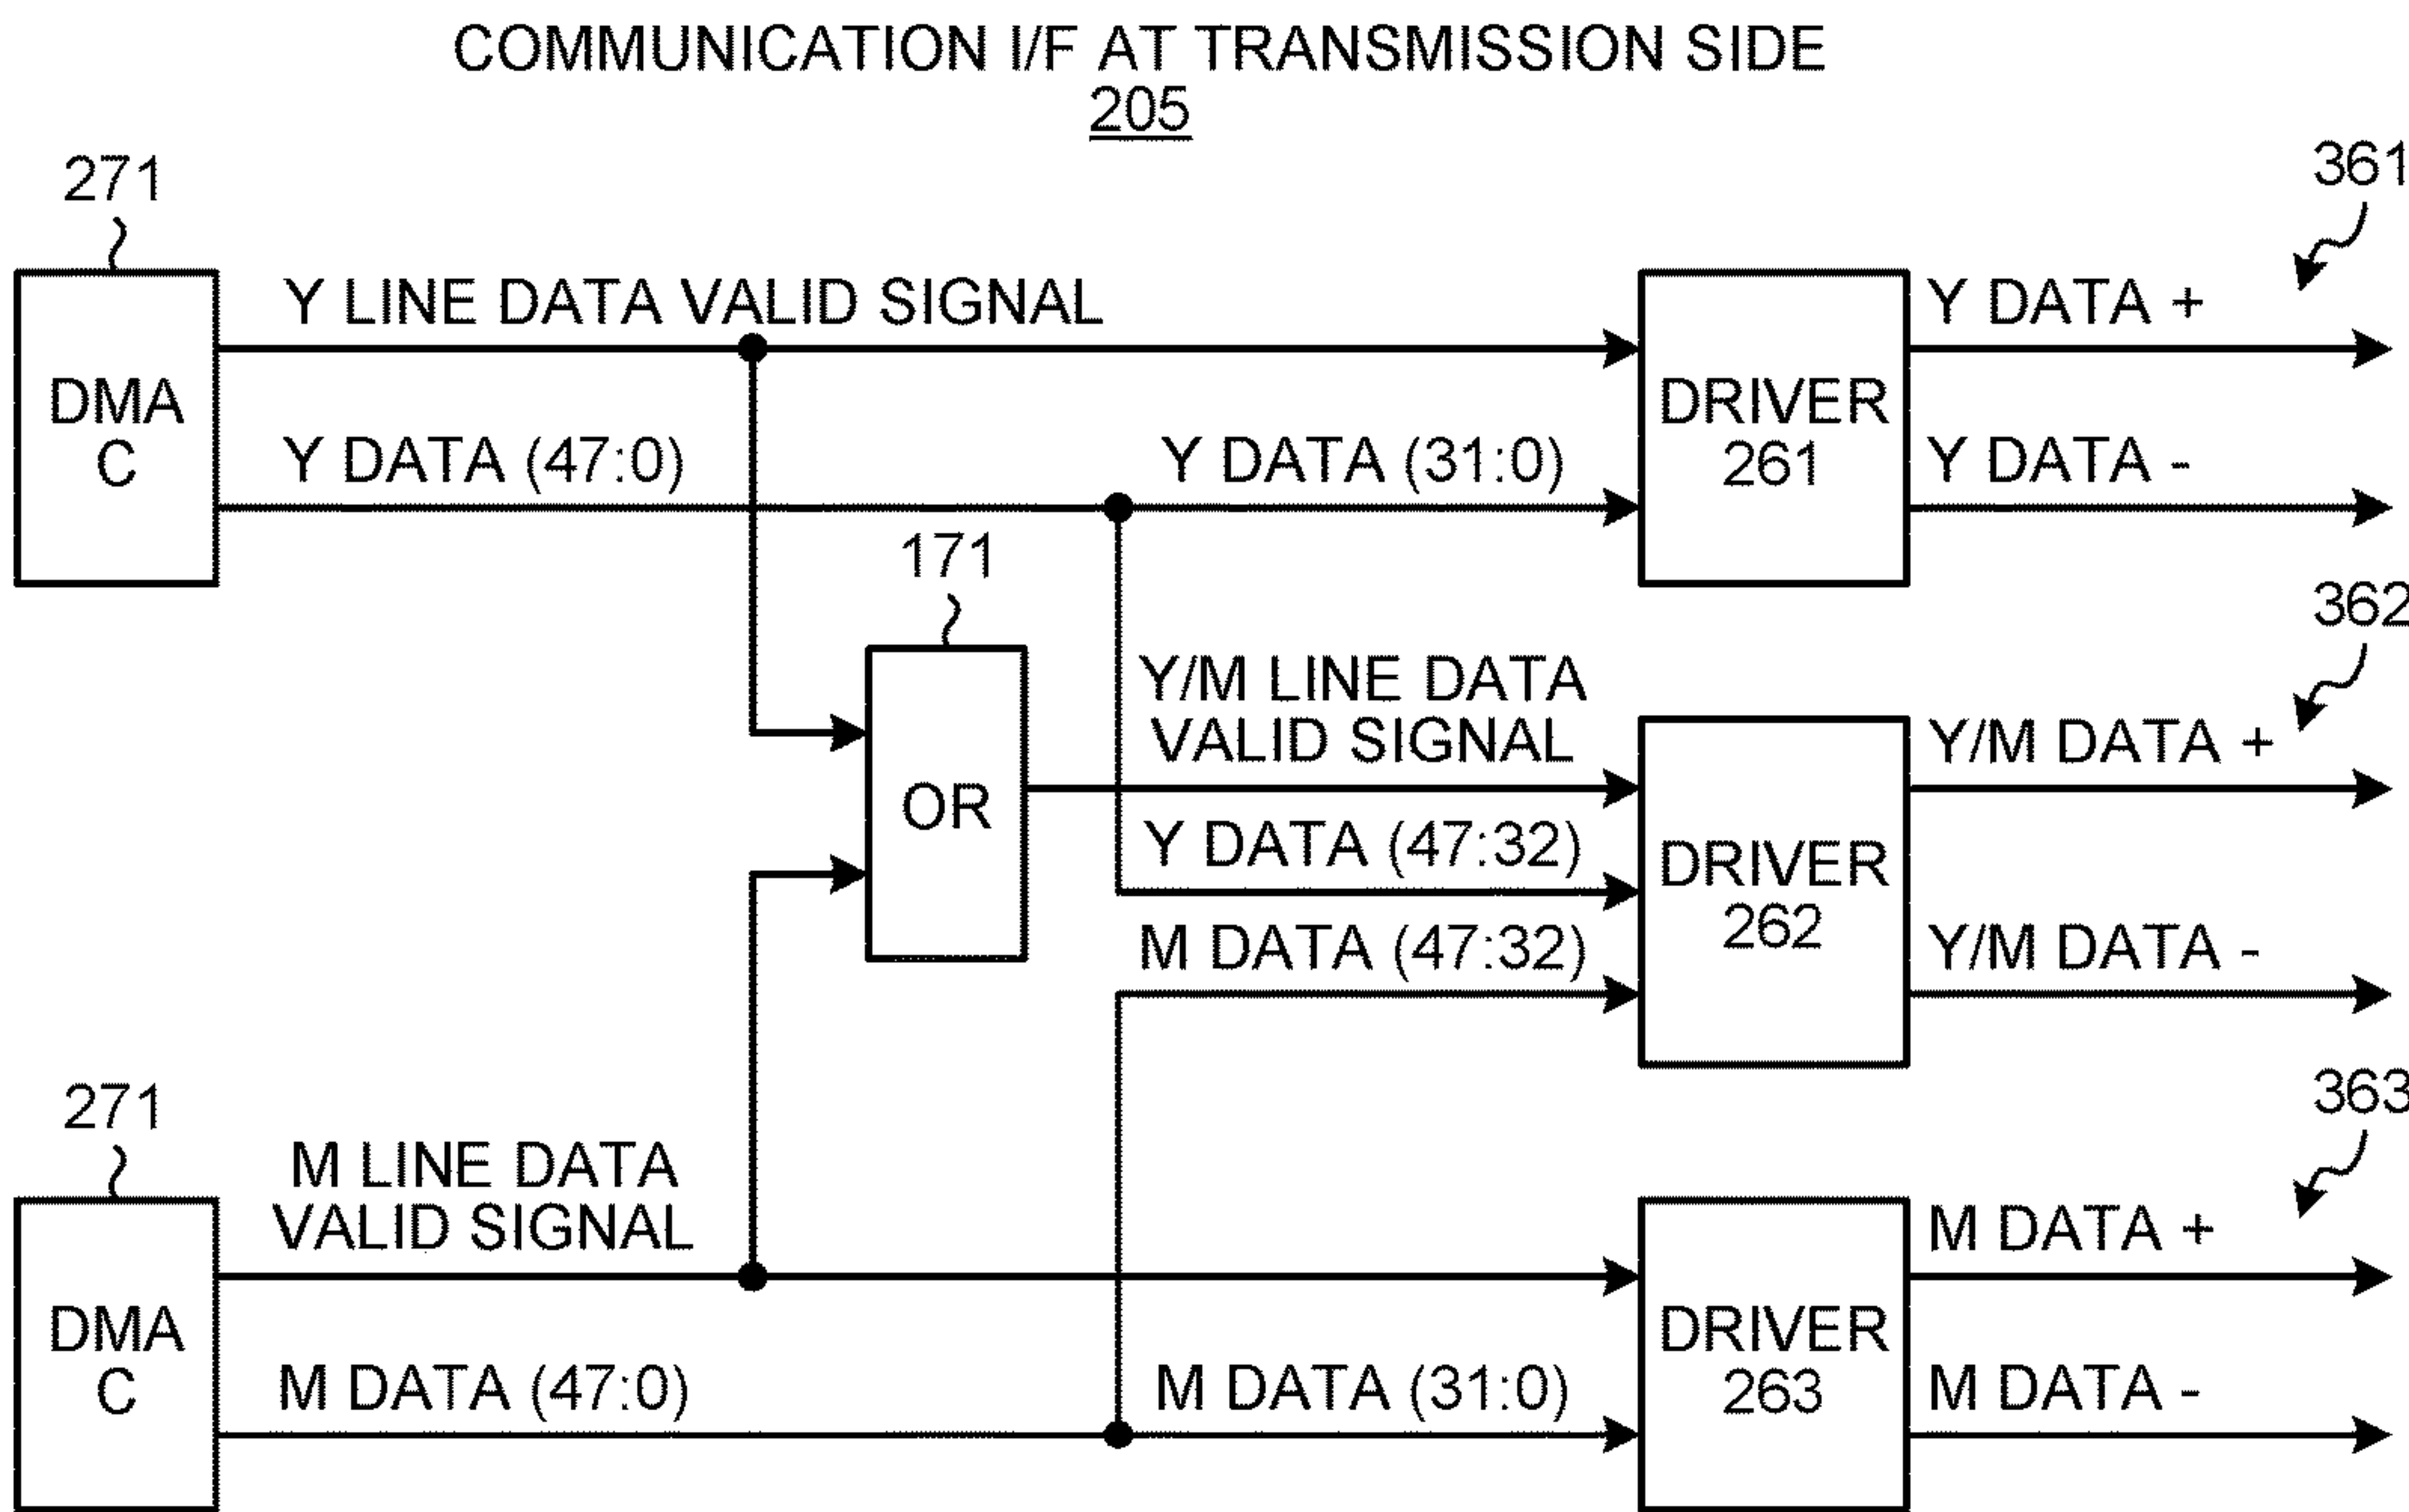 COMMUNICATION I/F AT TRANSMISSION SIDE
205
271
361
Y LINE DATA VALID SIGNAL
Y DATA +
DMA
C
DRIVER
261
Y DATA (47:0)
Y DATA (31:0)
Y DATA -
171
362
Y/M LINE DATA
VALID SIGNAL
Y/M DATA +
OR
Y DATA (47:32)
DRIVER
262
M DATA (47:32)
Y/M DATA -
271
363
M LINE DATA
VALID SIGNAL
M DATA +
DMA
C
DRIVER
263
M DATA (47:0)
M DATA (31:0)
M DATA -